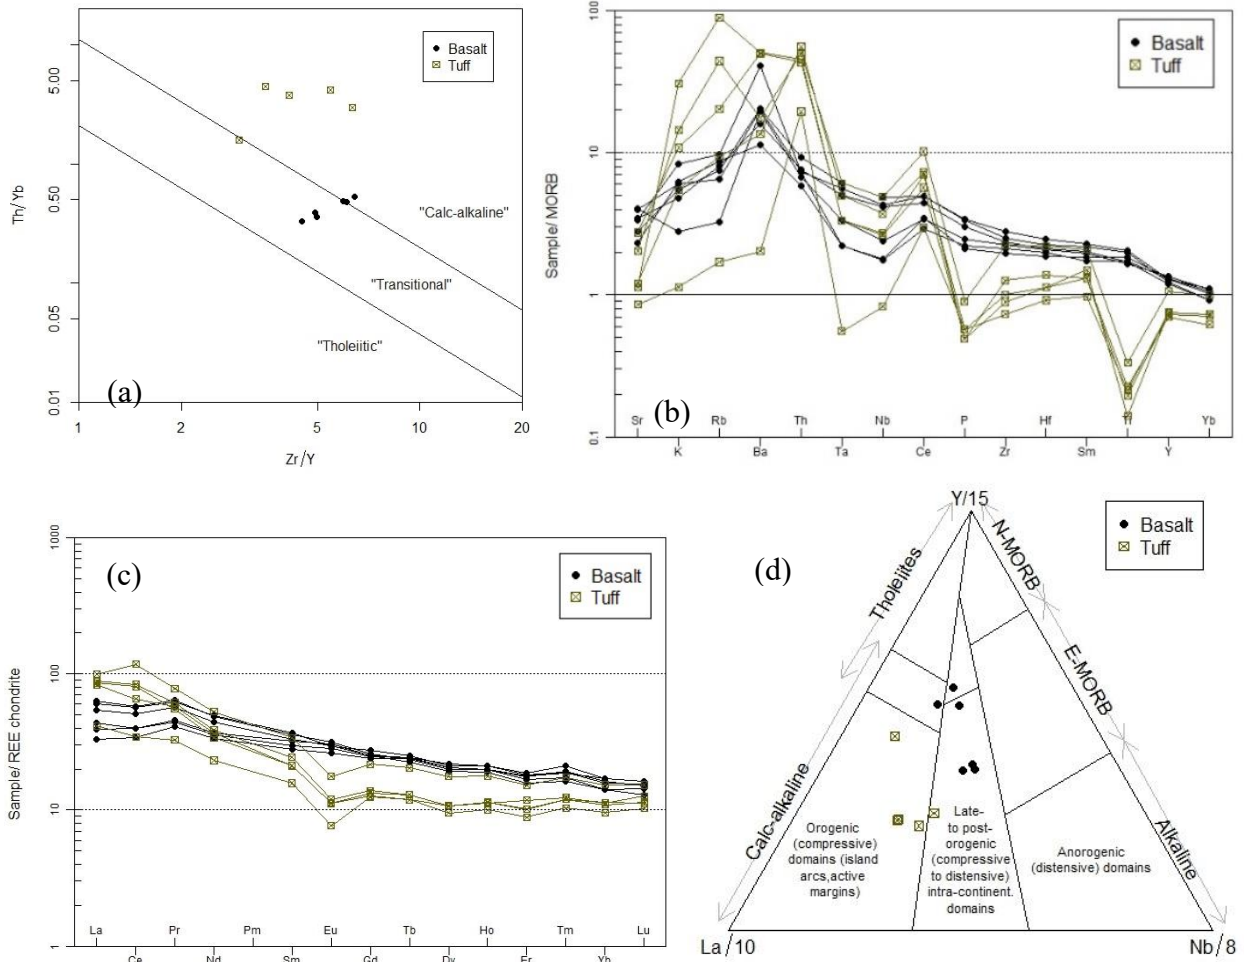 5.00
0.50
0.05
0.01
Th/Yb
Basalt
Tuff
"Calc-alkaline"
"Transitional"
"Tholeiitic"
(a)
1
2
5
10
20
Zr/Y
100
10
1
0.1
Sample/ MORB
Basalt
Tuff
(b)
Sr
Rb
Th
Nb
P
Hf
Ti
Yb
K
Ba
Ta
Ce
Zr
Sm
Y
1000
100
10
1
Sample/ REE chondrite
(c)
Basalt
Tuff
La
Pr
Pm
Eu
Tb
Ho
Tm
Lu
Ce
Nd
Sm
Gd
Dy
Er
Yb
(d)
Y/15
Basalt
Tuff
Tholeiites
Calc-alkaline
N-MORB
E-MORB
Alkaline
Orogenic
(compressive)
domains (island
arcs,active
margins)
Late-
to post-
orogenic
(compressive
to distensive)
intra-continent.
domains
Anorogenic
(distensive) domains
La/10
Nb/8